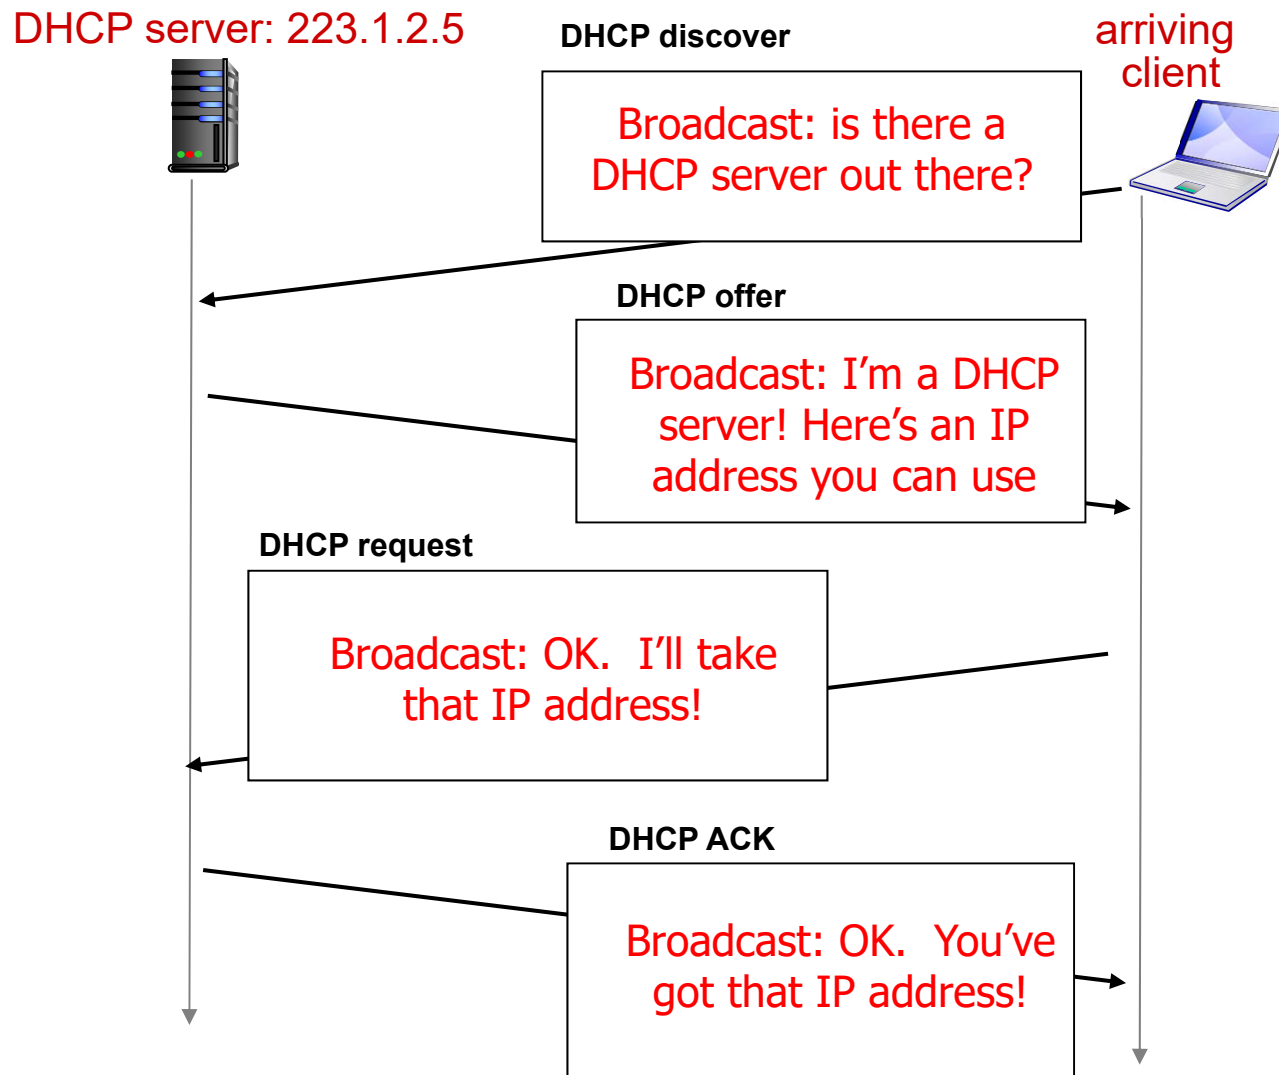 DHCP server: 223.1.2.5
DHCP discover
arriving
client
Broadcast: is there a
DHCP server out there?
DHCP offer
Broadcast: I’m a DHCP
server! Here’s an IP
address you can use
DHCP request
Broadcast: OK.  I’ll take
that IP address!
DHCP ACK
Broadcast: OK.  You’ve
got that IP address!